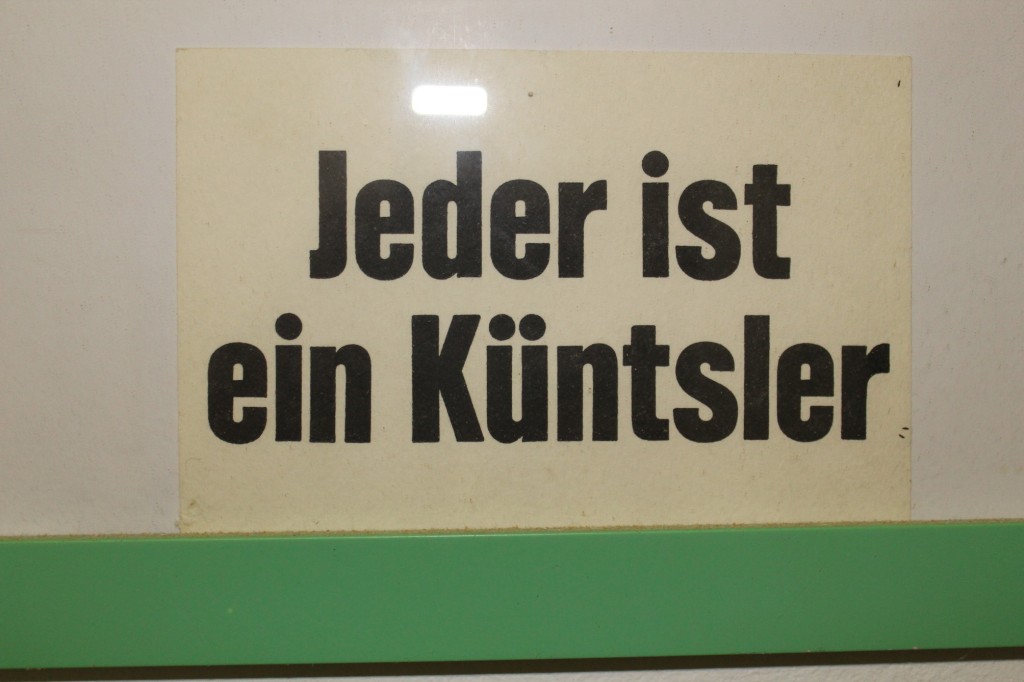 Jeder ist
ein Küntsler